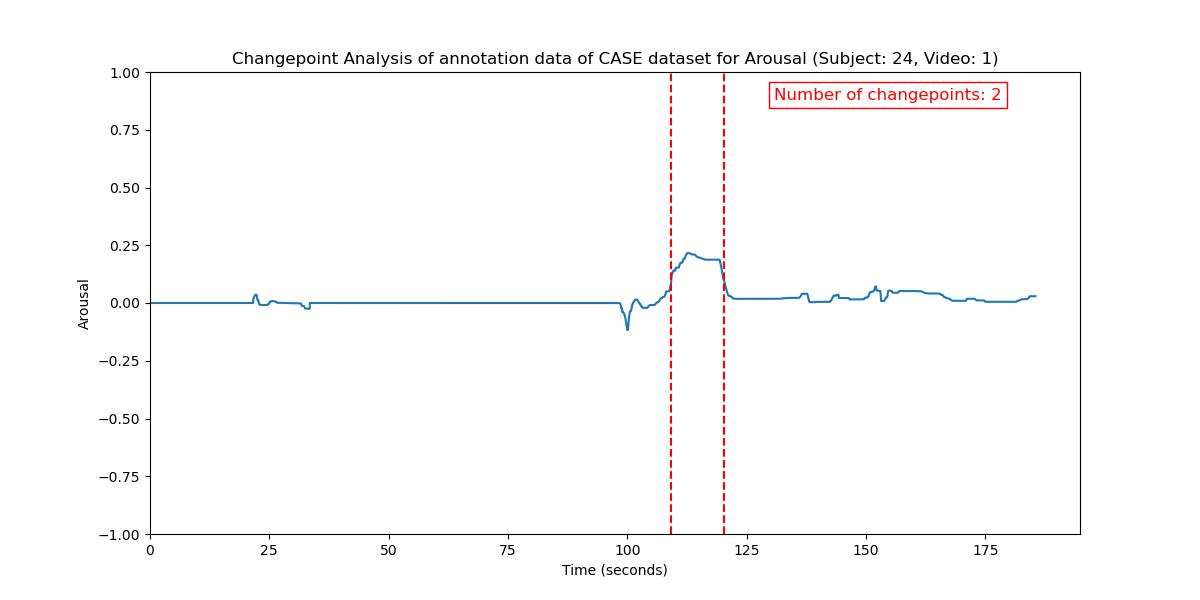 Changepoint Analysis of annotation data of CASE dataset for Arousal (Subject: 24, Video: 1)
Number of changepoints: 2
1.00
0.75
0.50
0.25
0.00
−0.25
−0.50
−0.75
−1.00
Arousal
0 25 50 75 100 125 150 175
Time (seconds)